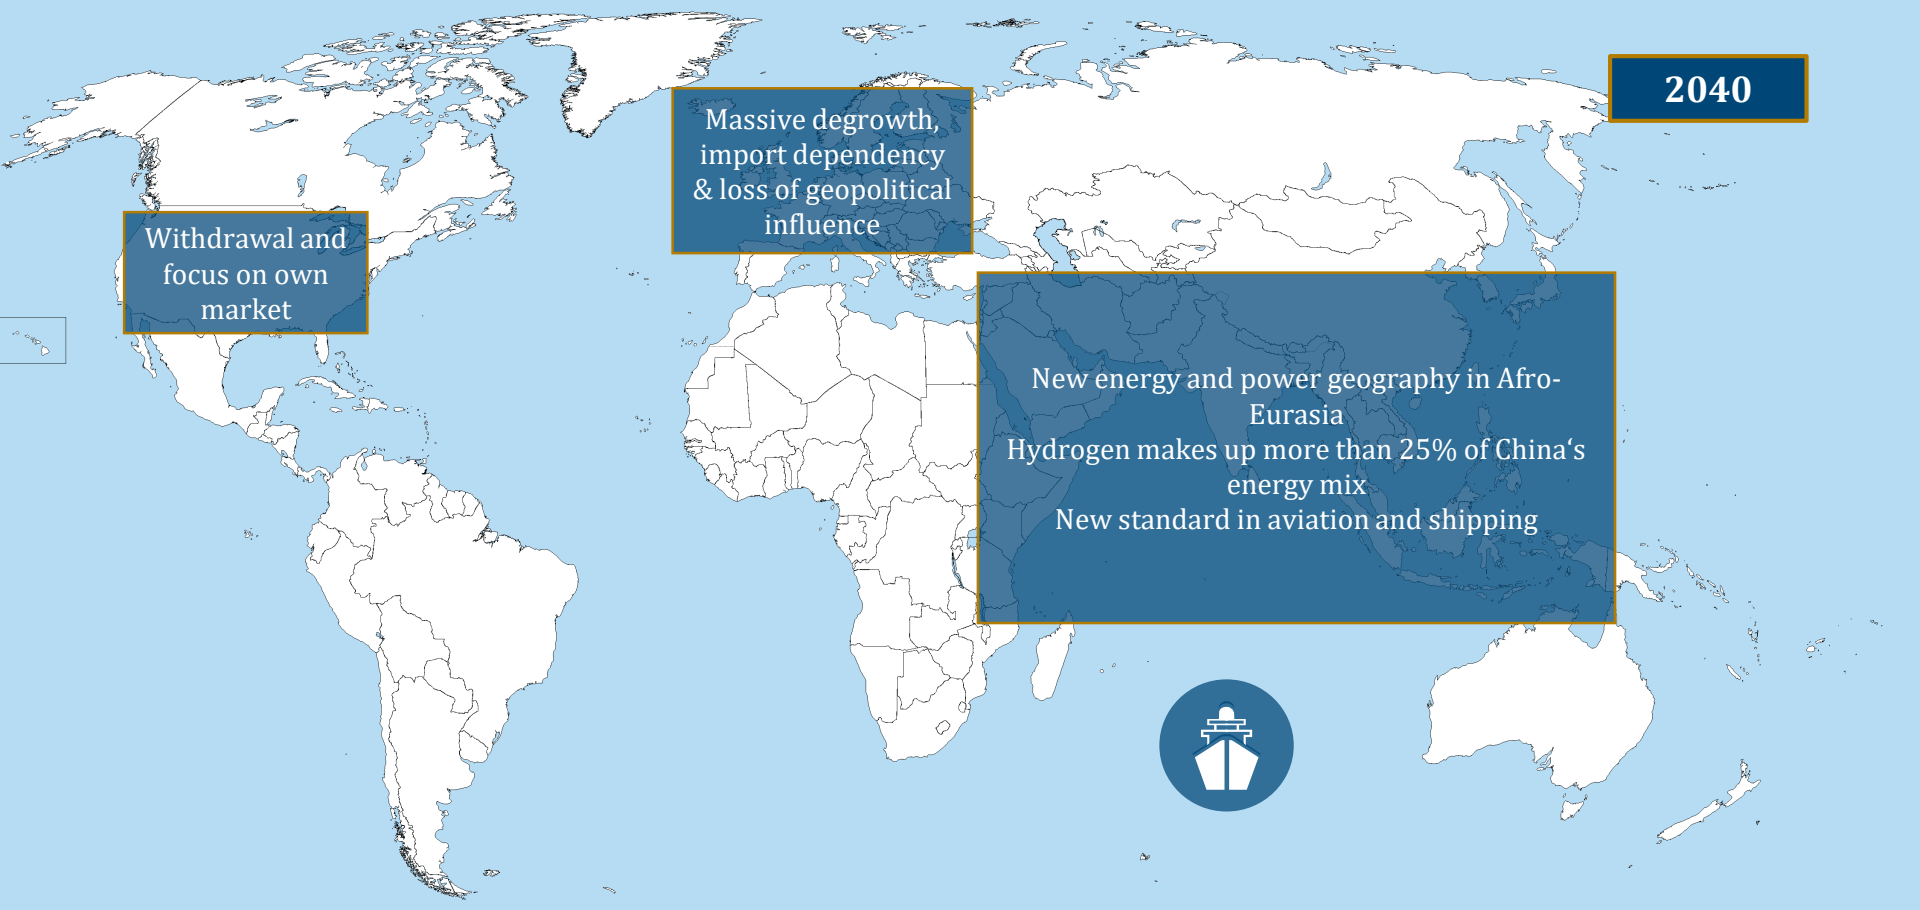 2040
Massive degrowth,
import dependency
& loss of geopolitical
influence
Withdrawal and
focus on own
market
New energy and power geography in Afro-
Eurasia
Hydrogen makes up more than 25% of China‘s
energy mix
New standard in aviation and shipping